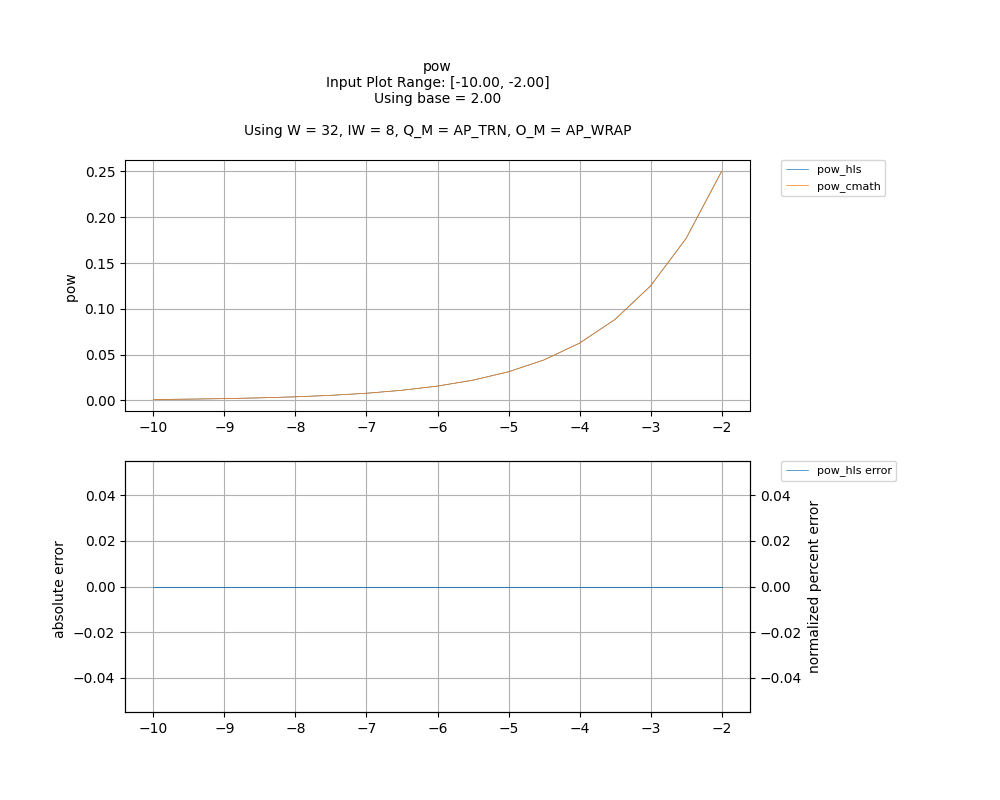 pow
Input Plot Range: [-10.00, -2.00]
Using base = 2.00
Using W = 32, IW = 8, Q_M = AP_TRN, O_M = AP_WRAP
pow_hls
pow_cmath
0.25
0.20
0.15
0.10
0.05
0.00
pow
−10 −9 −8 −7 −6 −5 −4 −3 −2
pow_hls error
0.04 0.04
0.02 0.02
0.00 0.00
−0.02 −0.02
−0.04 −0.04
absolute error
normalized percent error
−10 −9 −8 −7 −6 −5 −4 −3 −2